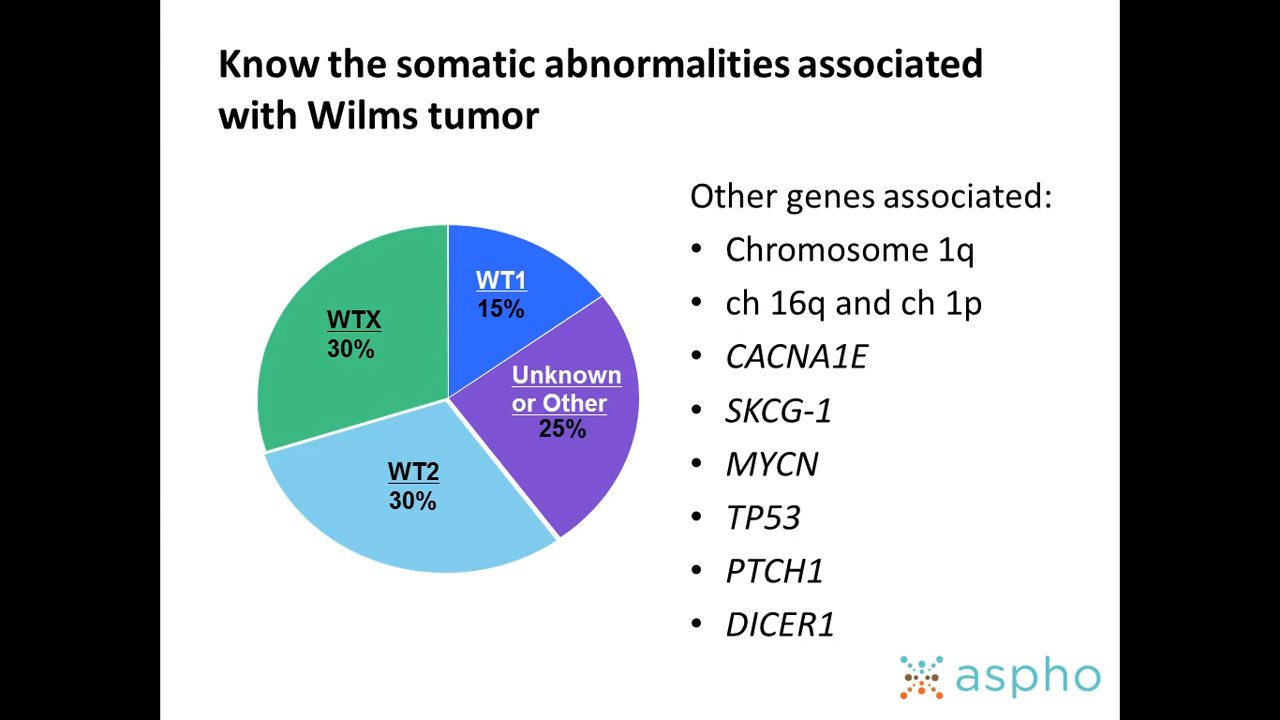 Know the somatic abnormalities associated
with Wilms tumor
WTX
30%
WT1
15%
Unknown
or Other
25%
WT2
30%
Other genes associated:
• Chromosome 1q
• ch 16q and ch 1p
• CACNA1E
• SKCG-1
• MYCN
• TP53
• PTCH1
• DICER1
aspho